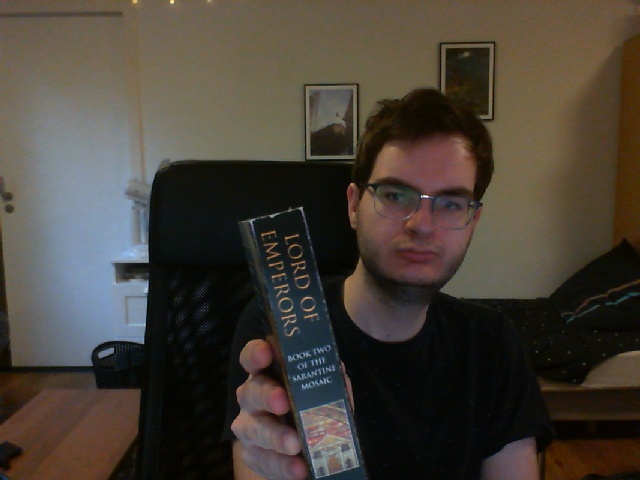 LORD OF
EMPERORS
BOOK TWO
OF THE
SARANTINE
MOSAIC